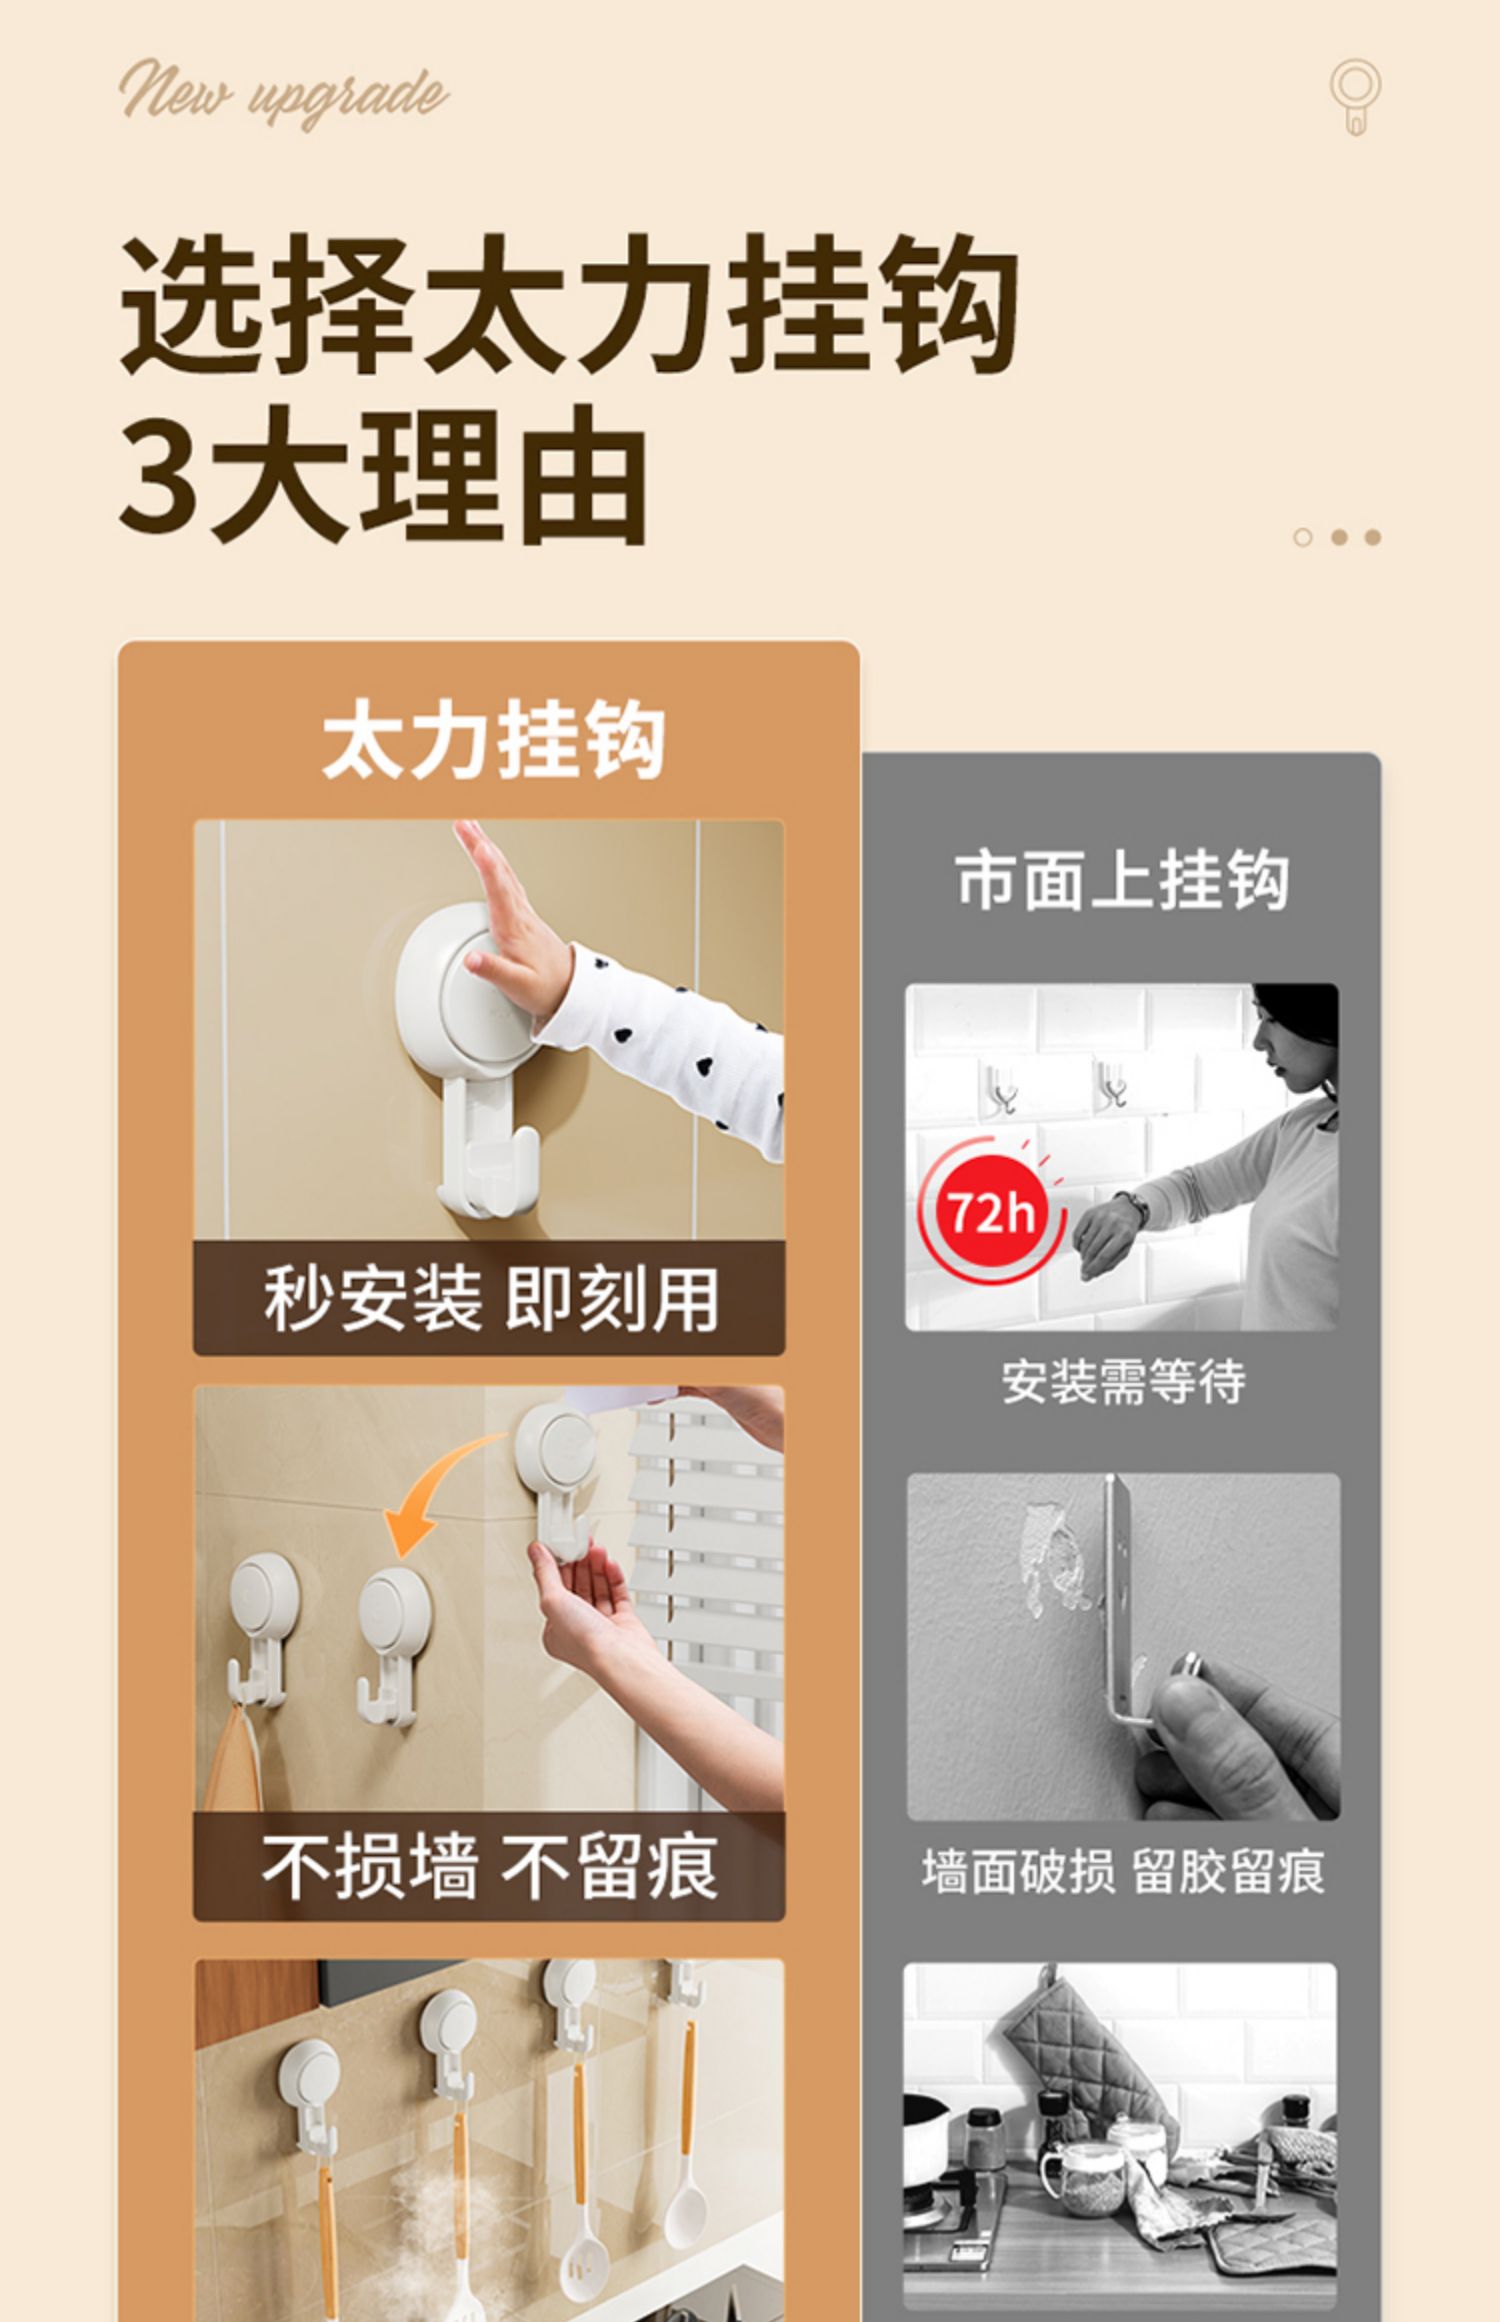 New upgrade
选择太力挂钩
3大理由
太力挂钩
市面上挂钩
72h
秒安装 即刻用
安装需等待
不损墙 不留痕
墙面破损 留胶留痕